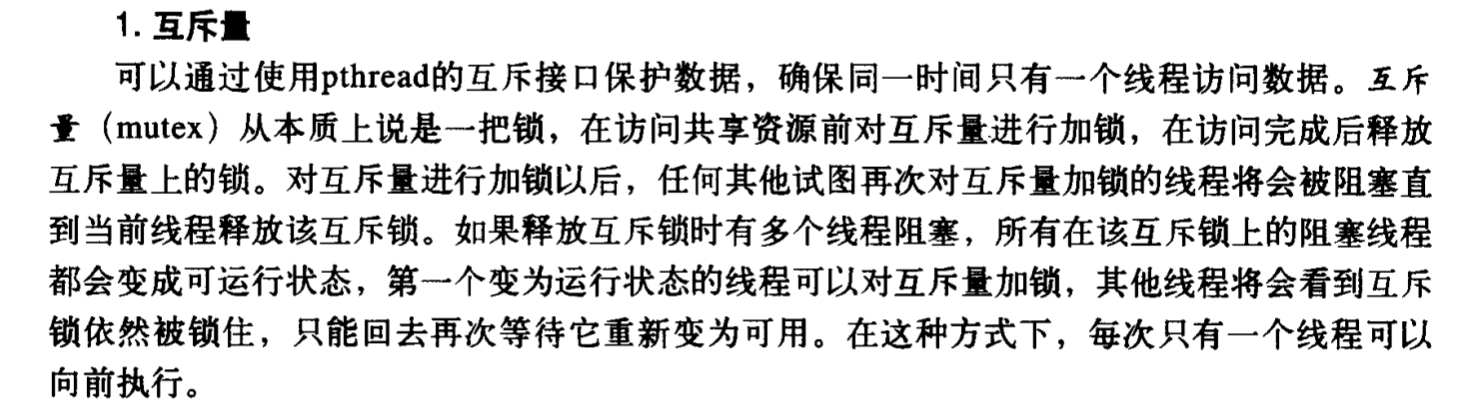 1. 互斥量
可以通过使用pthread的互斥接口保护数据，确保同一时间只有一个线程访问数据。互斥
量（mutex）从本质上说是一把锁，在访问共享资源前对互斥量进行加锁，在访问完成后释放
互斥量上的锁。对互斥量进行加锁以后，任何其他试图再次对互斥量加锁的线程将会被阻塞直
到当前线程释放该互斥锁。如果释放互斥锁时有多个线程阻塞，所有在该互斥锁上的阻塞线程
都会变成可运行状态，第一个变为运行状态的线程可以对互斥量加锁，其他线程将会看到互斥
锁依然被锁住，只能回去再次等待它重新变为可用。在这种方式下，每次只有一个线程可以
向前执行。